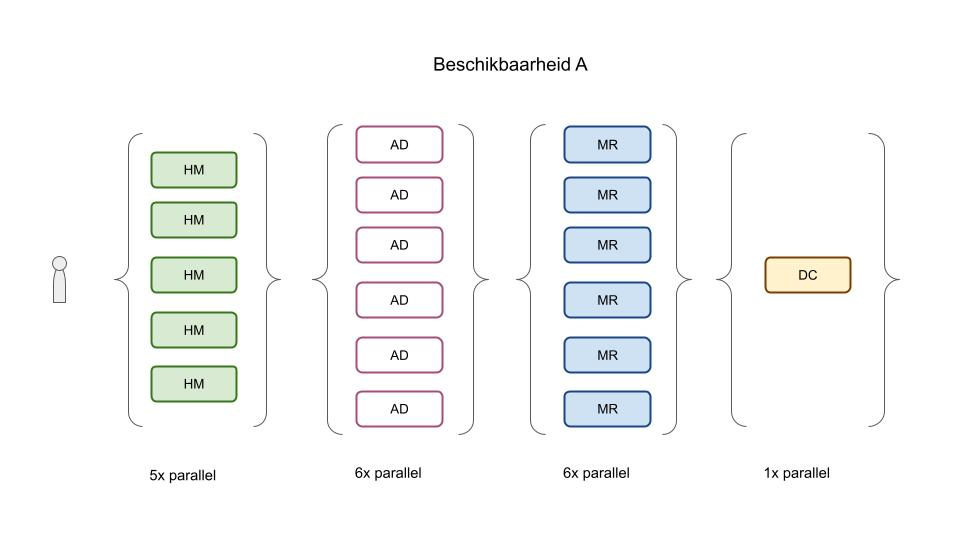 Beschikbaarheid A
HM
HM
HM
HM
HM
5x parallel
AD
AD
AD
AD
AD
AD
6x parallel
MR
MR
MR
MR
MR
MR
6x parallel
DC
1x parallel